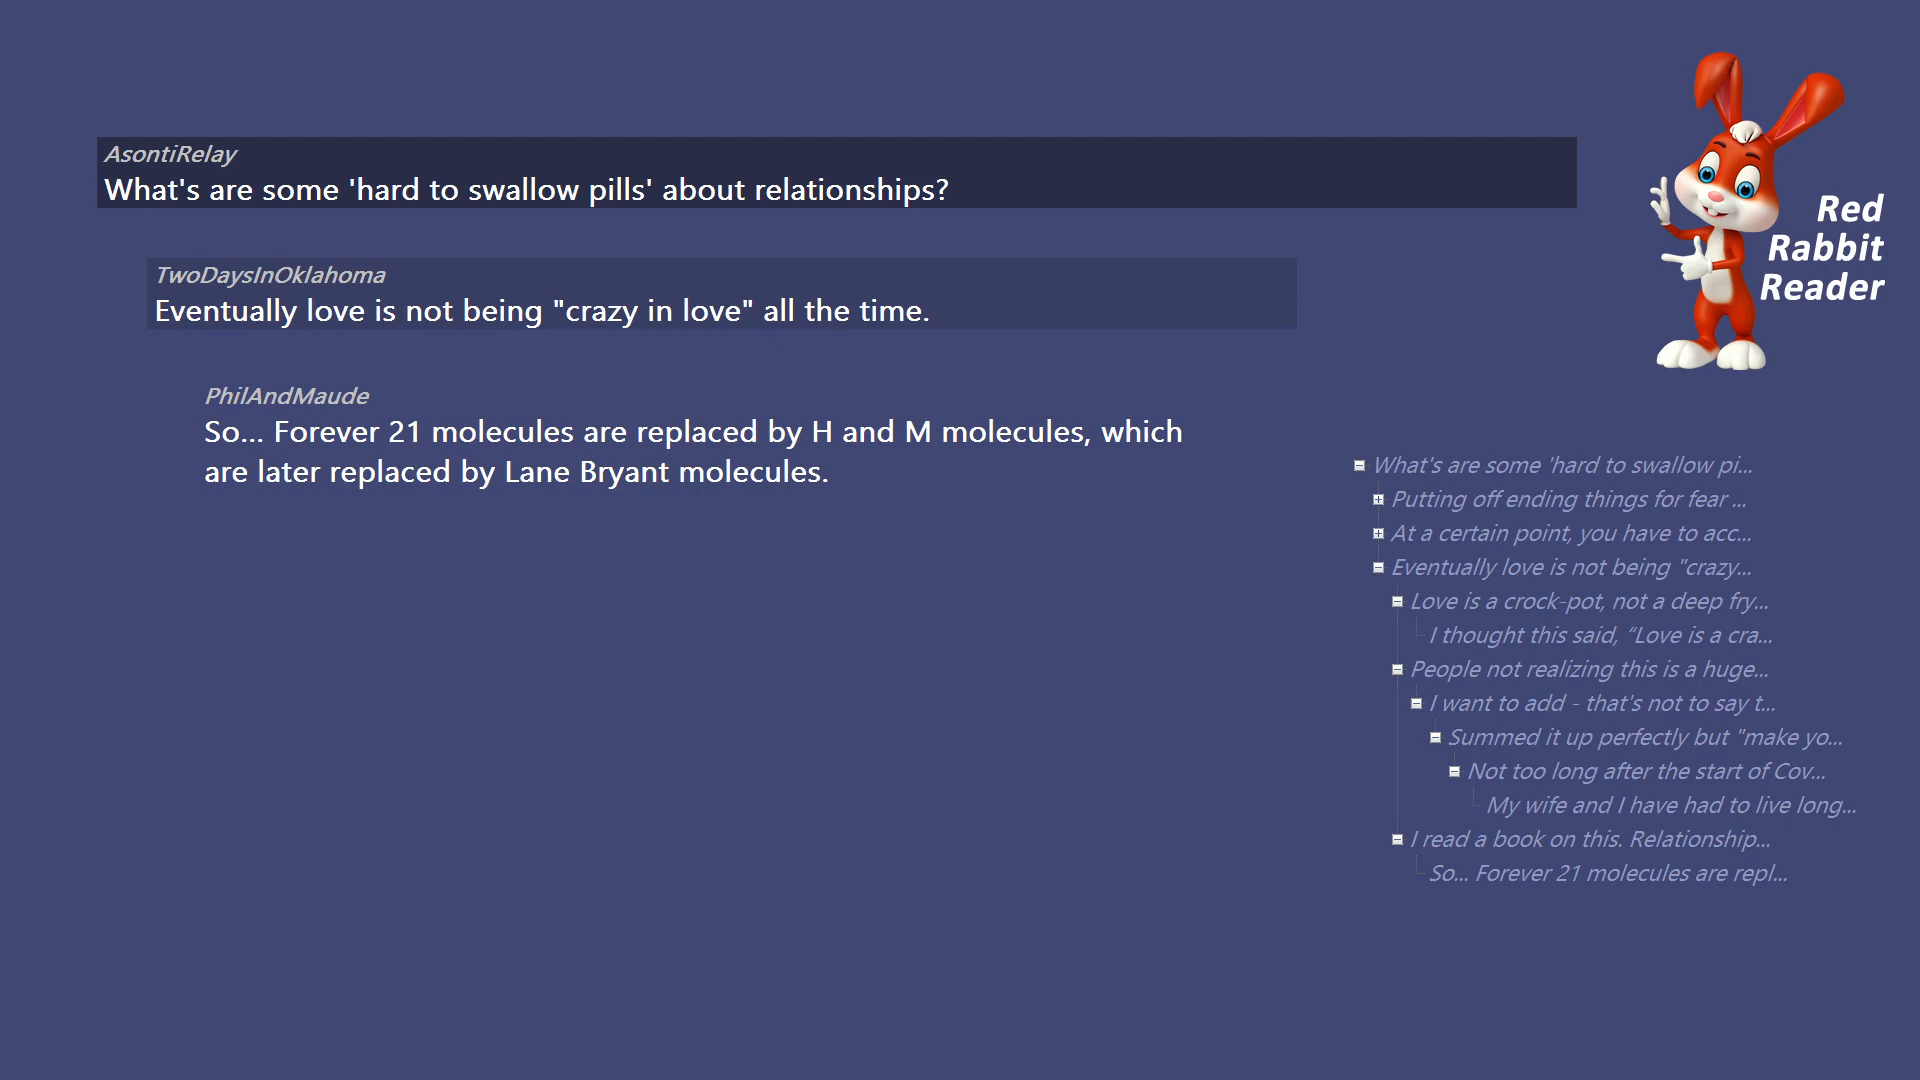 AsontiRelay
What's are some 'hard to swallow pills' about relationships?
TwoDaysInOklahoma
Eventually love is not being "crazy in love" all the time.
PhilAndMaude
So... Forever 21 molecules are replaced by H and M molecules, which
are later replaced by Lane Bryant molecules.
Red
Rabbit
Reader
What's are some 'hard to swallow pi...
Putting off ending things for fear ...
At a certain point, you have to acc...
Eventually love is not being "crazy...
Love is a crock-pot, not a deep fry...
I thought this said, “Love is a cra...
People not realizing this is a huge...
I want to add - that's not to say t...
Summed it up perfectly but "make yo...
Not too long after the start of Cov...
My wife and I have had to live long...
I read a book on this. Relationship...
So... Forever 21 molecules are repl...